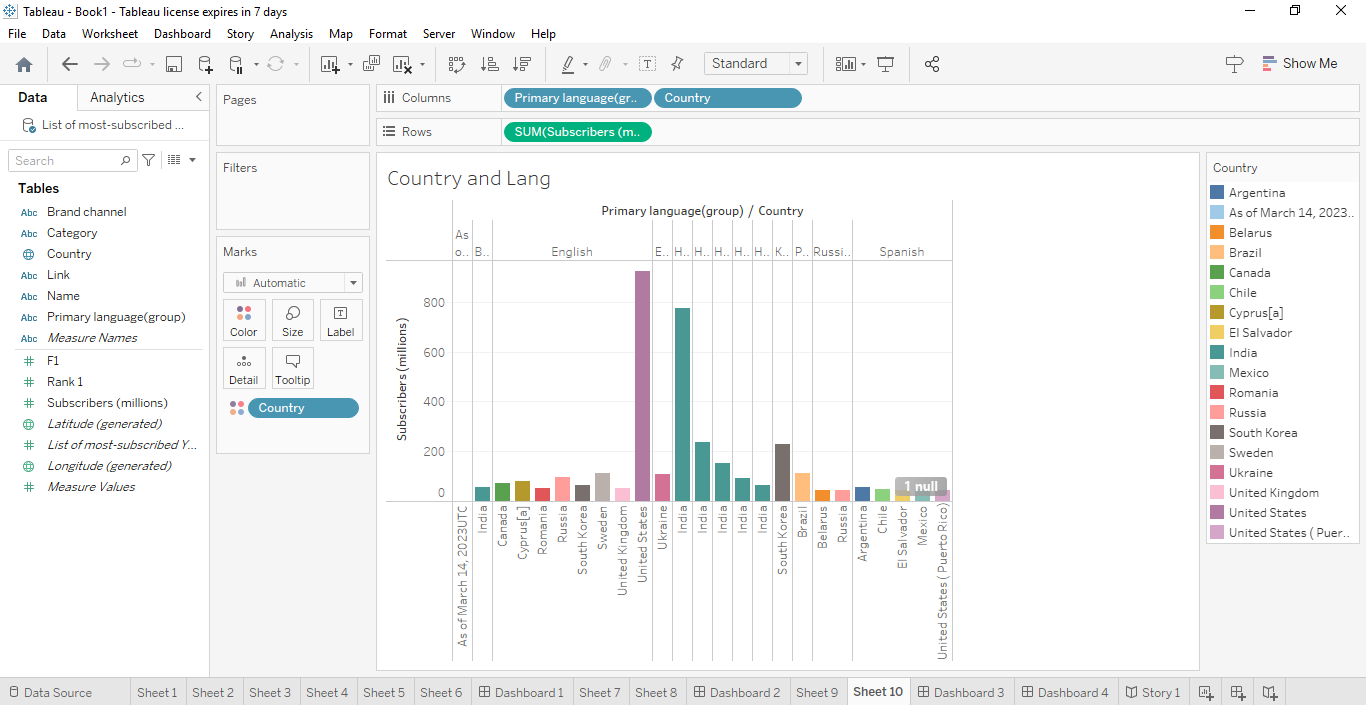 Tableau - Book1 - Tableau license expires in 7 days
File Data Worksheet Dashboard Story Analysis Map Format Server Window Help
Standard
Show Me
Data Analytics
List of most-subscribed ...
Search
Tables
Abc Brand channel
Abc Category
Country
Abc Link
Abc Name
Abc Primary language(group)
Abc Measure Names
F1
Rank 1
Subscribers (millions)
Latitude (generated)
List of most-subscribed Y...
Longitude (generated)
Measure Values
Pages
Filters
Marks
Automatic
Color Size Label
Detail Tooltip
Country
Columns Primary language(gr.. Country
Rows SUM(Subscribers (m..
Country and Lang
Primary language(group) / Country
As
o.. B.. English E.. H.. H.. H.. H.. H.. K.. P.. Russi.. Spanish
Subscribers (millions)
800
600
400
200
0
1 null
As of March 14, 2023UTC
India
Canada
Cyprus[a]
Romania
Russia
South Korea
Sweden
United Kingdom
United States
Ukraine
India
India
India
India
India
South Korea
Brazil
Belarus
Russia
Argentina
Chile
El Salvador
Mexico
United States ( Puerto Rico)
Country
Argentina
As of March 14, 2023..
Belarus
Brazil
Canada
Chile
Cyprus[a]
El Salvador
India
Mexico
Romania
Russia
South Korea
Sweden
Ukraine
United Kingdom
United States
United States ( Puer..
Data Source Sheet 1 Sheet 2 Sheet 3 Sheet 4 Sheet 5 Sheet 6 Dashboard 1 Sheet 7 Sheet 8 Dashboard 2 Sheet 9 Sheet 10 Dashboard 3 Dashboard 4 Story 1